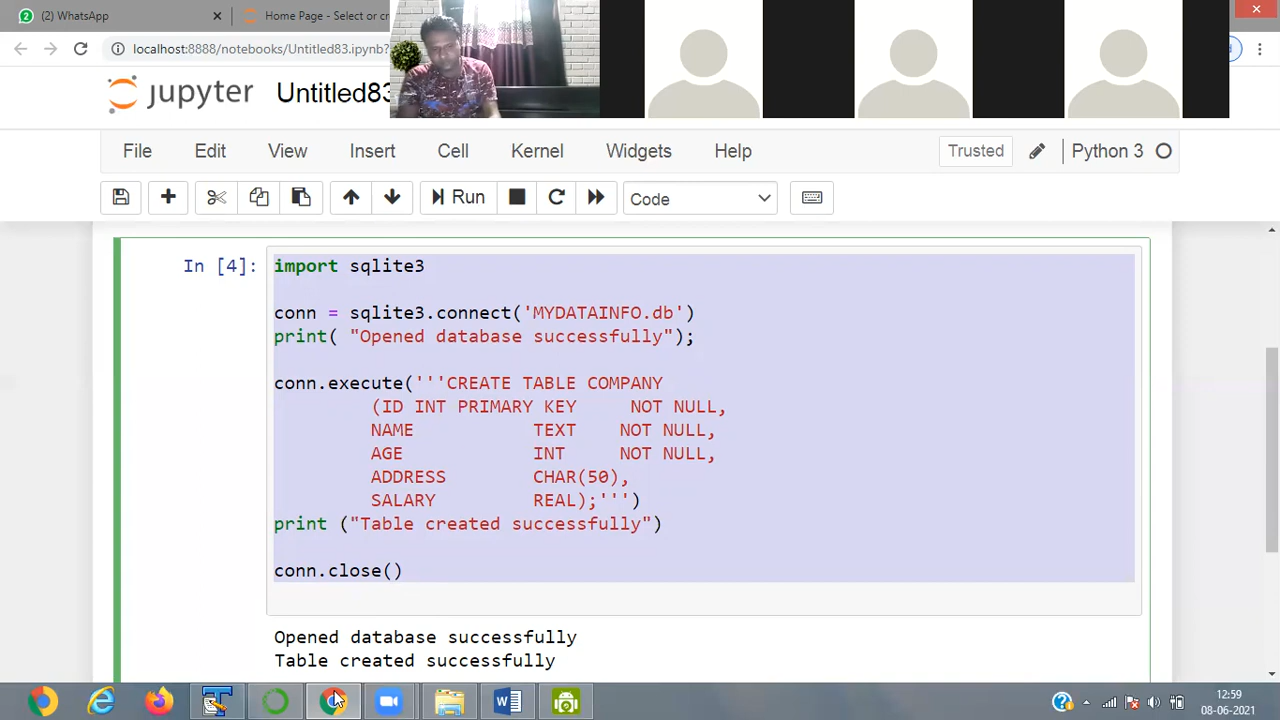 (2) WhatsApp
Home Page - Select or cr
localhost:8888/notebooks/Untitled83.ipynb?
jupyter
Untitled83
File Edit View Insert Cell Kernel Widgets Help Trusted Python 3
Run Code
In [4]:
import sqlite3
conn = sqlite3.connect('MYDATAINFO.db')
print( "Opened database successfully");
conn.execute('''CREATE TABLE COMPANY
(ID INT PRIMARY KEY NOT NULL,
NAME TEXT NOT NULL,
AGE INT NOT NULL,
ADDRESS CHAR(50),
SALARY REAL);''')
print ("Table created successfully")
conn.close()
Opened database successfully
Table created successfully
12:59
08-06-2021